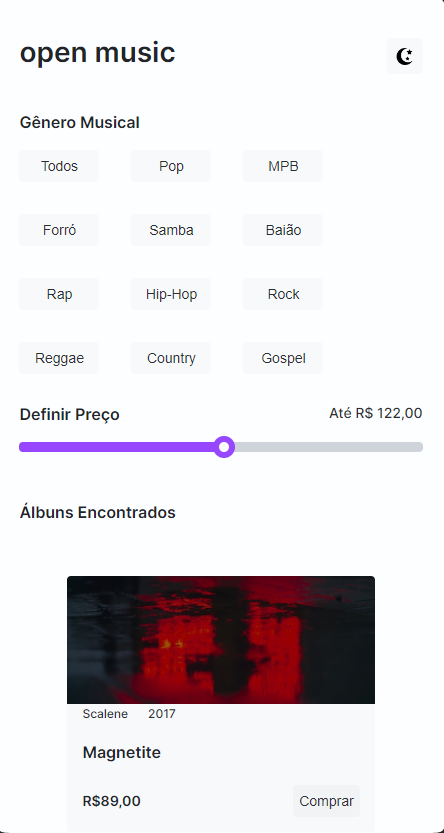 open music
Gênero Musical
Todos Pop MPB
Forró Samba Baião
Rap Hip-Hop Rock
Reggae Country Gospel
Definir Preço Até R$ 122,00
Álbuns Encontrados
Scalene 2017
Magnetite
R$89,00 Comprar